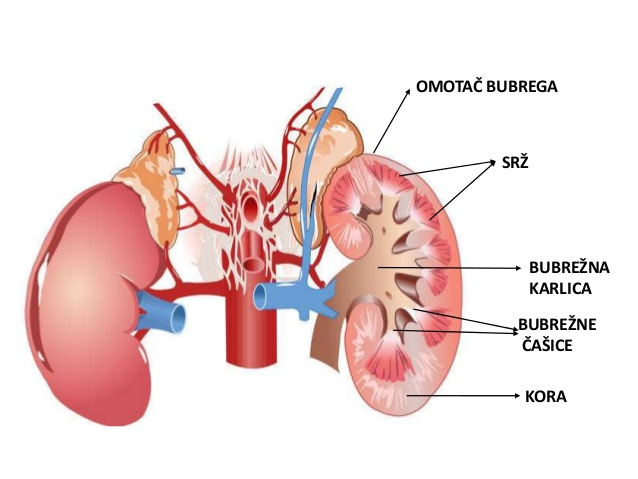 OMOTAČ BUBREGA
SRŽ
BUBREŽNA
KARLICA
BUBREŽNE
ČAŠICE
KORA